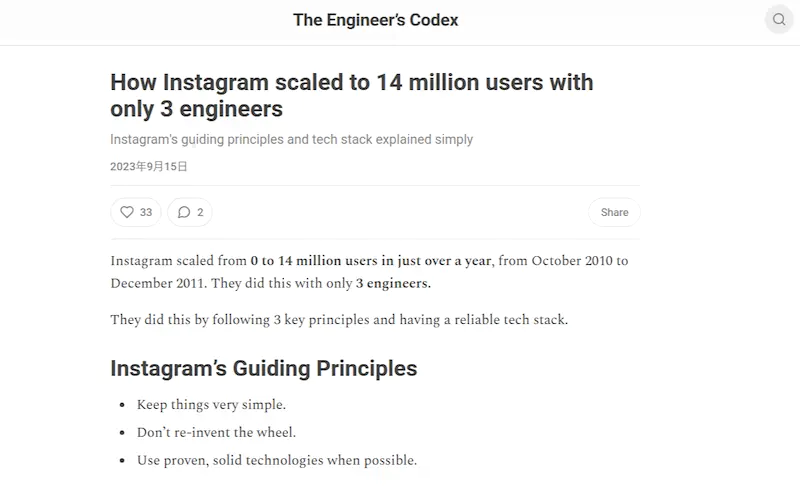 The Engineer's Codex
How Instagram scaled to 14 million users with
only 3 engineers
Instagram's guiding principles and tech stack explained simply
2023年9月15日
33
2
Share
Instagram scaled from 0 to 14 million users in just over a year, from October 2010 to
December 2011. They did this with only 3 engineers.
They did this by following 3 key principles and having a reliable tech stack.
Instagram's Guiding Principles
• Keep things very simple.
• Don't re-invent the wheel.
• Use proven, solid technologies when possible.